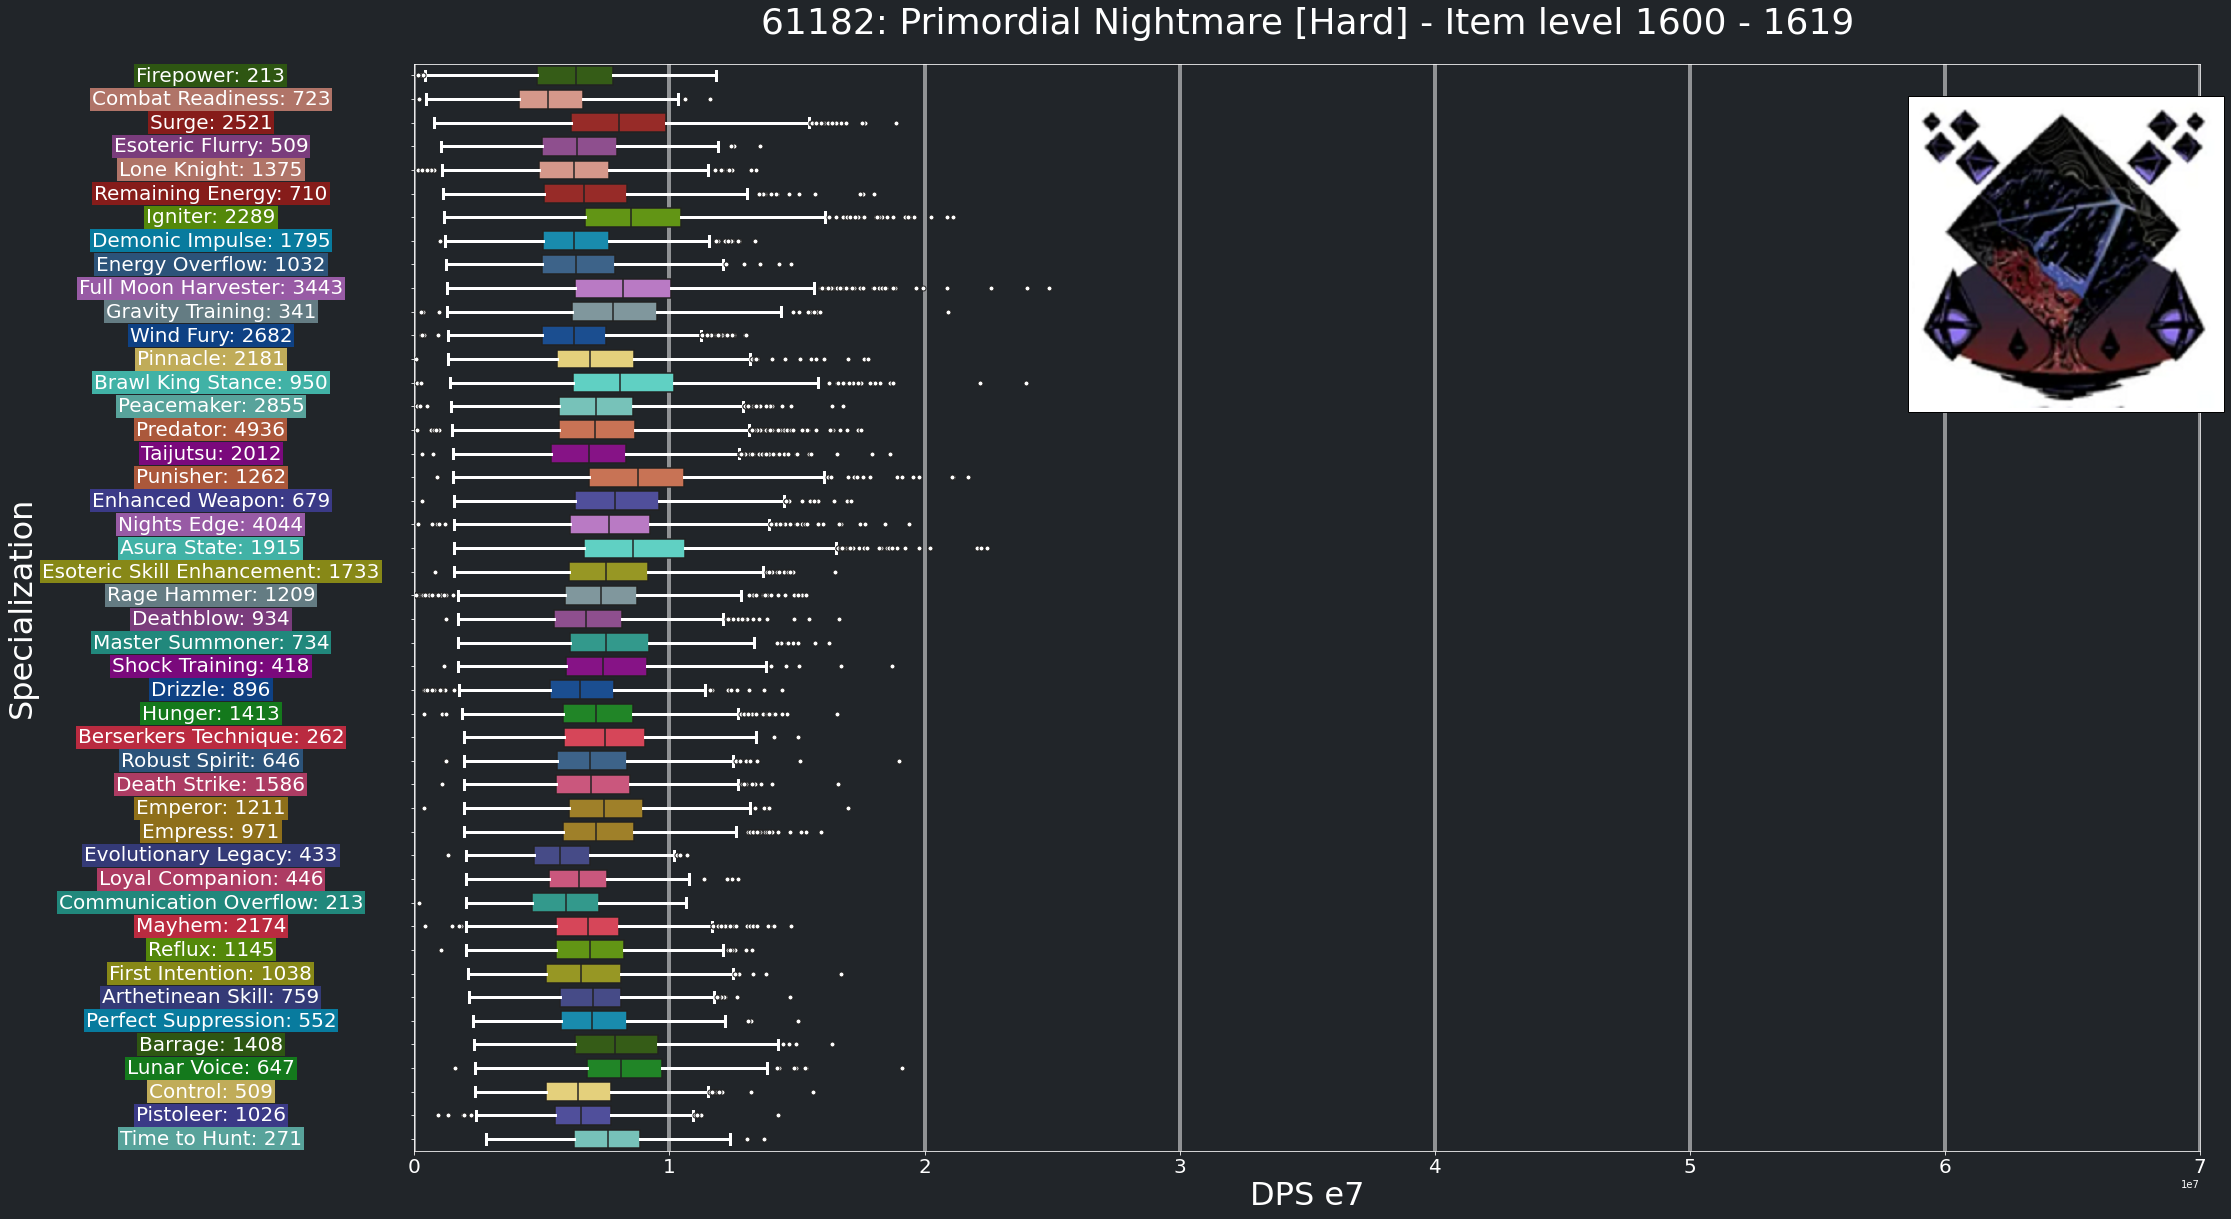 61182: Primordial Nightmare [Hard] - Item level 1600 - 1619
Specialization
Firepower: 213
Combat Readiness: 723
Surge: 2521
Esoteric Flurry: 509
Lone Knight: 1375
Remaining Energy: 710
Igniter: 2289
Demonic Impulse: 1795
Energy Overflow: 1032
Full Moon Harvester: 3443
Gravity Training: 341
Wind Fury: 2682
Pinnacle: 2181
Brawl King Stance: 950
Peacemaker: 2855
Predator: 4936
Taijutsu: 2012
Punisher: 1262
Enhanced Weapon: 679
Nights Edge: 4044
Asura State: 1915
Esoteric Skill Enhancement: 1733
Rage Hammer: 1209
Deathblow: 934
Master Summoner: 734
Shock Training: 418
Drizzle: 896
Hunger: 1413
Berserkers Technique: 262
Robust Spirit: 646
Death Strike: 1586
Emperor: 1211
Empress: 971
Evolutionary Legacy: 433
Loyal Companion: 446
Communication Overflow: 213
Mayhem: 2174
Reflux: 1145
First Intention: 1038
Arthetinean Skill: 759
Perfect Suppression: 552
Barrage: 1408
Lunar Voice: 647
Control: 509
Pistoleer: 1026
Time to Hunt: 271
0 1 2 3 4 5 6 7
1e7
DPS e7